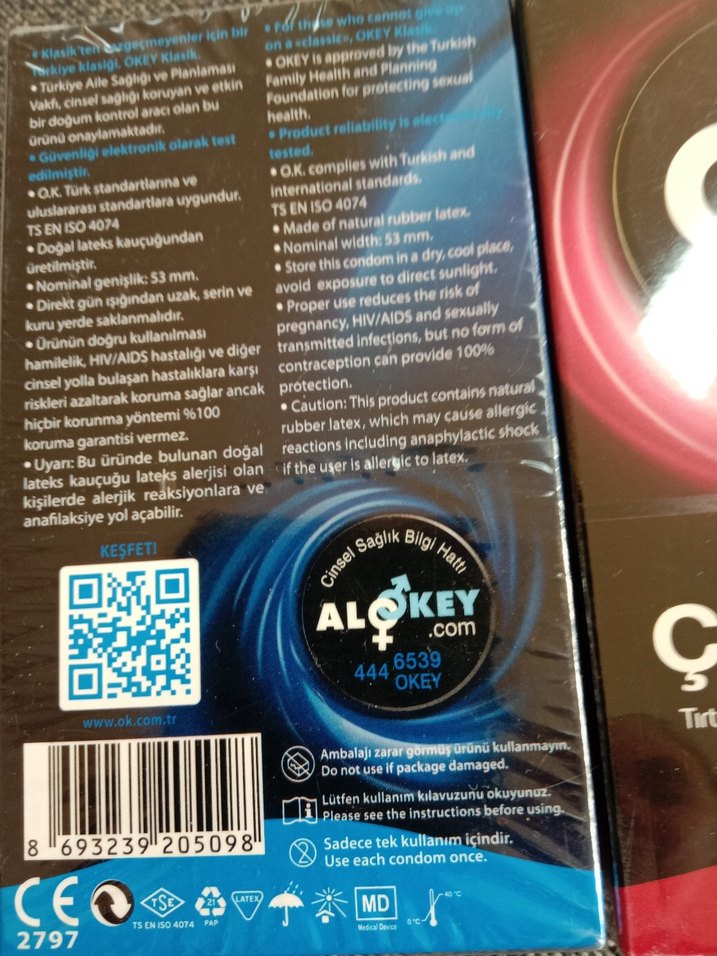 • Klasik'ten vazgeçmeyenler için bir
Türkiye klasiği, OKEY Klasik.
• Türkiye Aile Sağlığı ve Planlaması
Vakfı, cinsel sağlığı koruyan ve etkin
bir doğum kontrol aracı olan bu
ürünü onaylamaktadır.
• Güvenliği elektronik olarak test
edilmiştir.
• O.K. Türk standartlarına ve
uluslararası standartlara uygundur.
TS EN ISO 4074
• Doğal lateks kauçuğundan
üretilmiştir.
• Nominal genişlik: 53 mm.
• Direkt gün ışığından uzak, serin ve
kuru yerde saklanmalıdır.
• Ürünün doğru kullanılması
hamilelik, HIV/AIDS hastalığı ve diğer
cinsel yolla bulaşan hastalıklara karşı
riskleri azaltarak koruma sağlar ancak
hiçbir korunma yöntemi %100
koruma garantisi vermez.
• Uyarı: Bu üründe bulunan doğal
lateks kauçuğu lateks alerjisi olan
kişilerde alerjik reaksiyonlara ve
anafilaksiye yol açabilir.
• For those who cannot give up
on a «classic», OKEY Klasik.
• OKEY is approved by the Turkish
Family Health and Planning
Foundation for protecting sexual
health.
• Product reliability is electronically
tested.
• O.K. complies with Turkish and
International standards.
TS EN ISO 4074
• Made of natural rubber latex.
• Nominal width: 53 mm.
• Store this condom in a dry, cool place,
avoid exposure to direct sunlight.
• Proper use reduces the risk of
pregnancy, HIV/AIDS and sexually
transmitted infections, but no form of
contraception can provide 100%
protection.
• Caution: This product contains natural
rubber latex, which may cause allergic
reactions including anaphylactic shock
if the user is allergic to latex.
KEŞFET!
www.ok.com.tr
Cinsel Sağlık Bilgi Hattı
ALOKEY
.com
444 6539
OKEY
8 693239 205098
Ambalajı zarar görmüş ürünü kullanmayın.
Do not use if package damaged.
Lütfen kullanım kılavuzunu okuyunuz.
Please see the instructions before using.
Sadece tek kullanım içindir.
Use each condom once.
CE
2797
TSE
TS EN ISO 4074
21
PAP
LATEX
MD
Medical Device
0°C
40°C
Ç
Tırt